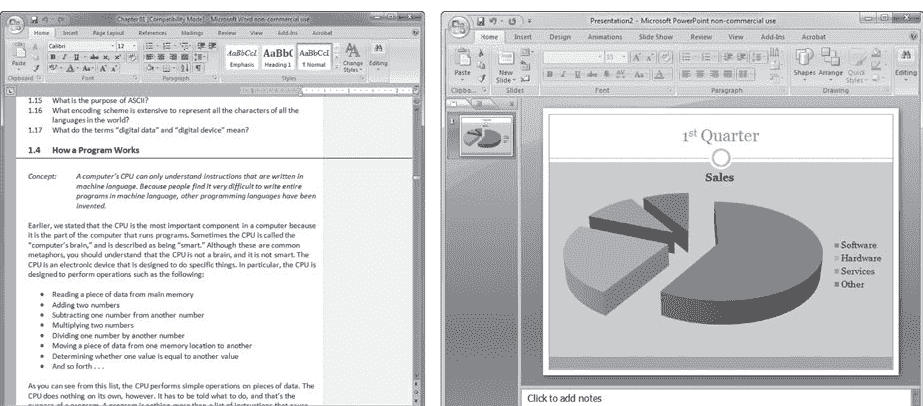 Chapter 01 [Compatibility Mode] - Microsoft Word non-commercial use
Home Insert Page Layout References Mailings Review View Add-Ins Acrobat
Calibri 12
Paste
AaBbCcI AaBb( AaBbCcI
Emphasis Heading 1 ¶ Normal
Change Styles
Editing
Clipboard Font Paragraph Styles
1.15 What is the purpose of ASCII?
1.16 What encoding scheme is extensive to represent all the characters of all the
languages in the world?
1.17 What do the terms "digital data" and "digital device" mean?
1.4 How a Program Works
Concept: A computer's CPU can only understand instructions that are written in
machine language. Because people find it very difficult to write entire
programs in machine language, other programming languages have been
invented.
Earlier, we stated that the CPU is the most important component in a computer because
it is the part of the computer that runs programs. Sometimes the CPU is called the
"computer's brain," and is described as being "smart." Although these are common
metaphors, you should understand that the CPU is not a brain, and it is not smart. The
CPU is an electronic device that is designed to do specific things. In particular, the CPU is
designed to perform operations such as the following:
• Reading a piece of data from main memory
• Adding two numbers
• Subtracting one number from another number
• Multiplying two numbers
• Dividing one number by another number
• Moving a piece of data from one memory location to another
• Determining whether one value is equal to another value
• And so forth . . .
As you can see from this list, the CPU performs simple operations on pieces of data. The
CPU does nothing on its own, however. It has to be told what to do, and that's the
Presentation2 - Microsoft PowerPoint non-commercial use
Home Insert Design Animations Slide Show Review View Add-Ins Acrobat
Paste
New
Slide
Shapes Arrange Quick
Styles
Editing
Clipbo... Slides Font Paragraph Drawing
1st Quarter
Sales
Software
Hardware
Services
Other
Click to add notes